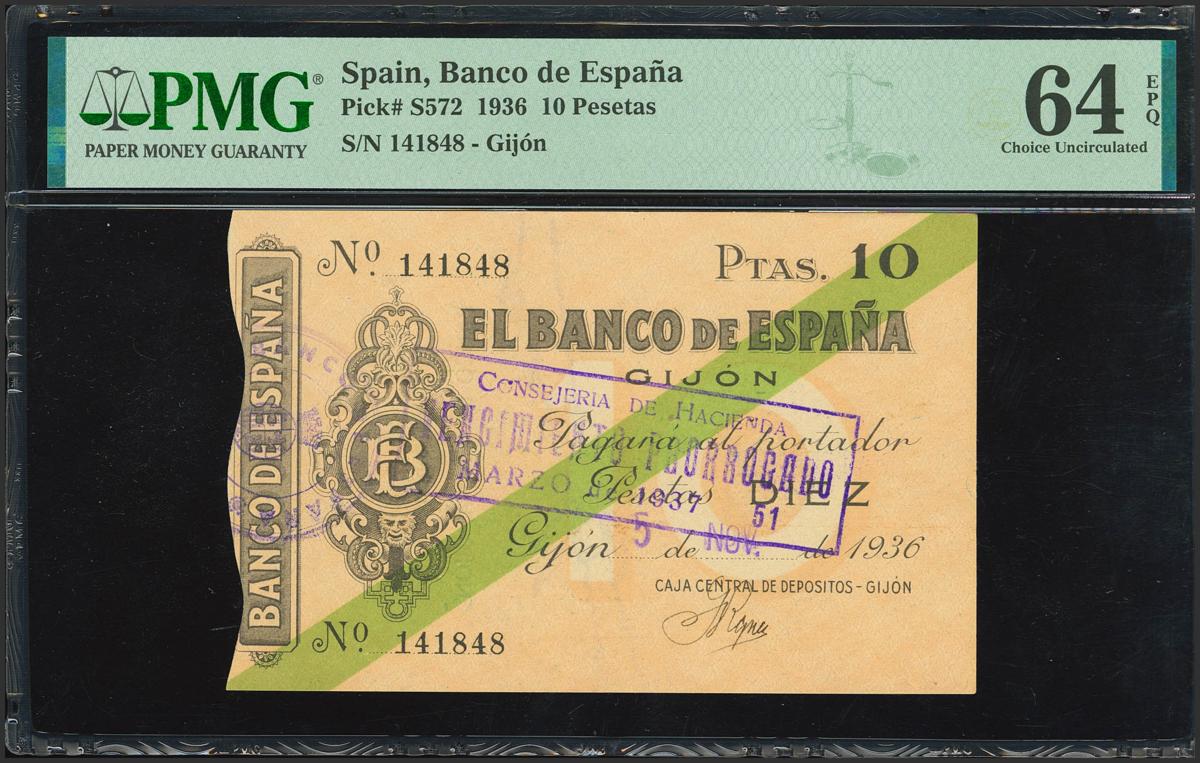 PMG®
PAPER MONEY GUARANTY
Spain, Banco de España
Pick# S572 1936 10 Pesetas
S/N 141848 - Gijón
64
EPQ
Choice Uncirculated
BANCO DE ESPAÑA
Nº. 141848
PTAS. 10
EL BANCO DE ESPAÑA
GIJÓN
CONSEJERIA DE HACIENDA
Pagará al portador
MARZO DE 1937
Pesetas DIEZ
51
5 NOV.
Gijón de de 1936
CAJA CENTRAL DE DEPOSITOS - GIJÓN
Nº. 141848